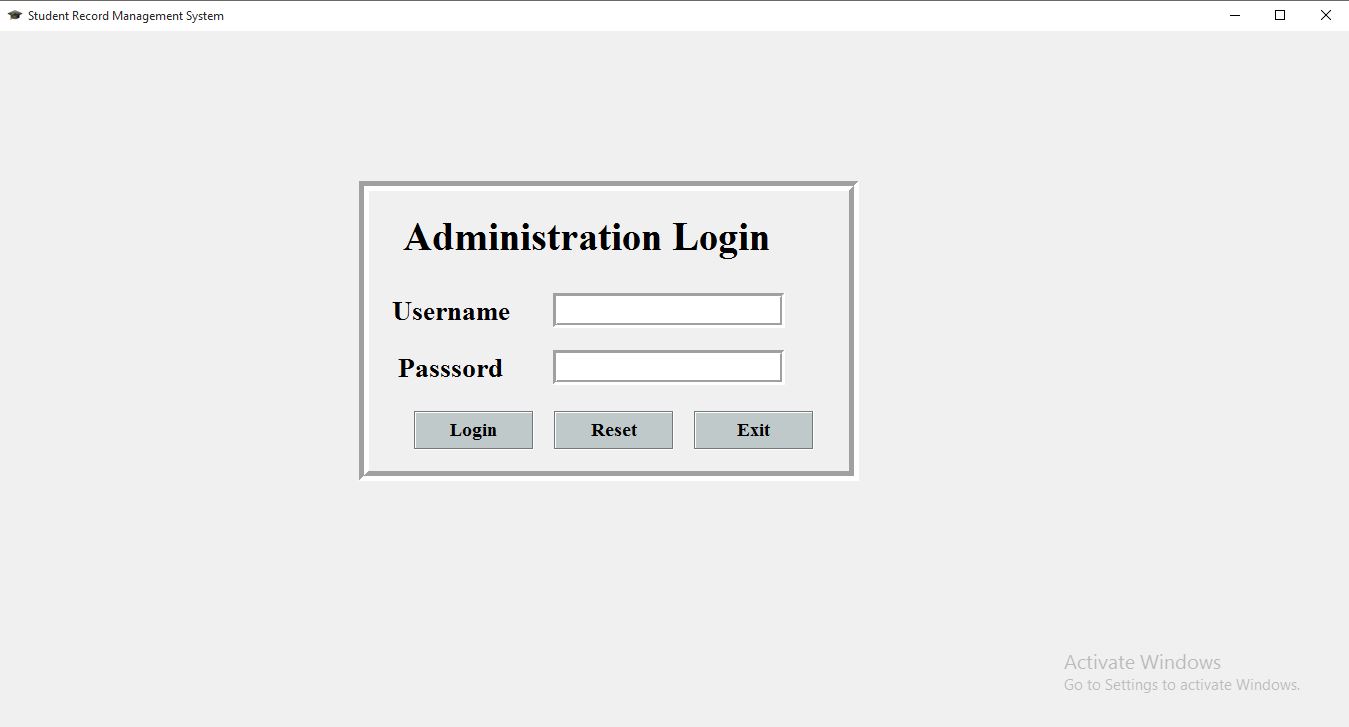 Student Record Management System
Administration Login
Username
Passsord
Login Reset Exit
Activate Windows
Go to Settings to activate Windows.